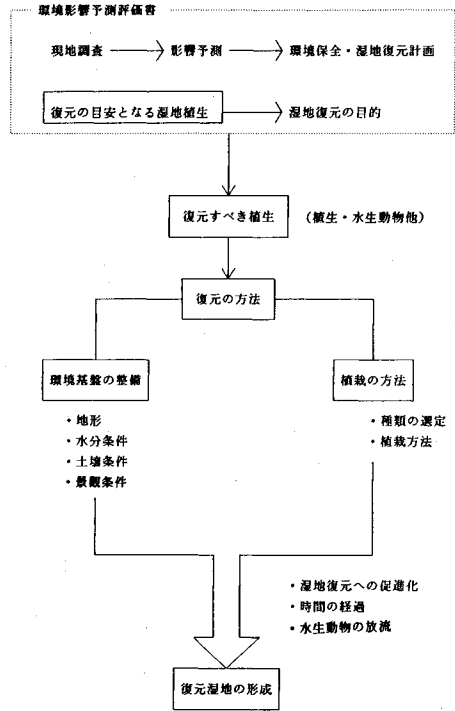 環境影響予測評価書
現地調査 影響予測 環境保全・湿地復元計画
復元の目安となる湿地植生 湿地復元の目的
復元すべき植生 (植生・水生動物他)
復元の方法
環境基盤の整備 植栽の方法
・地形 ・種類の選定
・水分条件 ・植栽方法
・土壌条件
・景観条件
・湿地復元への促進化
・時間の経過
・水生動物の放流
復元湿地の形成